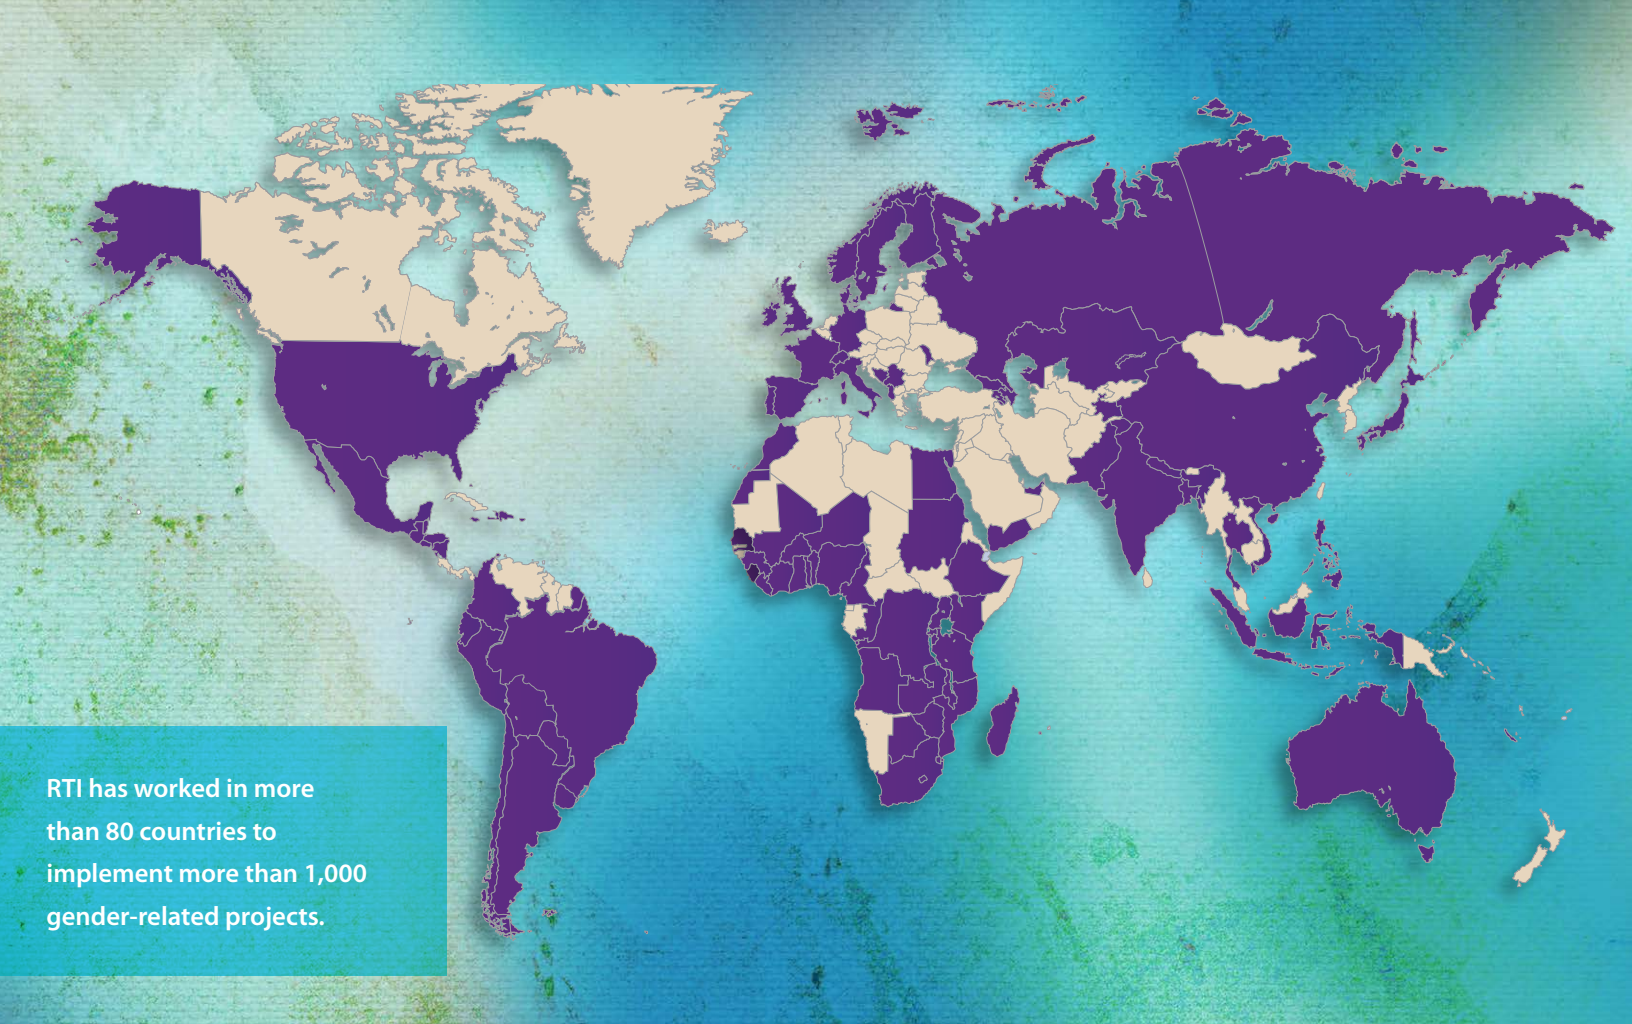 RTI has worked in more
than 80 countries to
implement more than 1,000
gender-related projects.